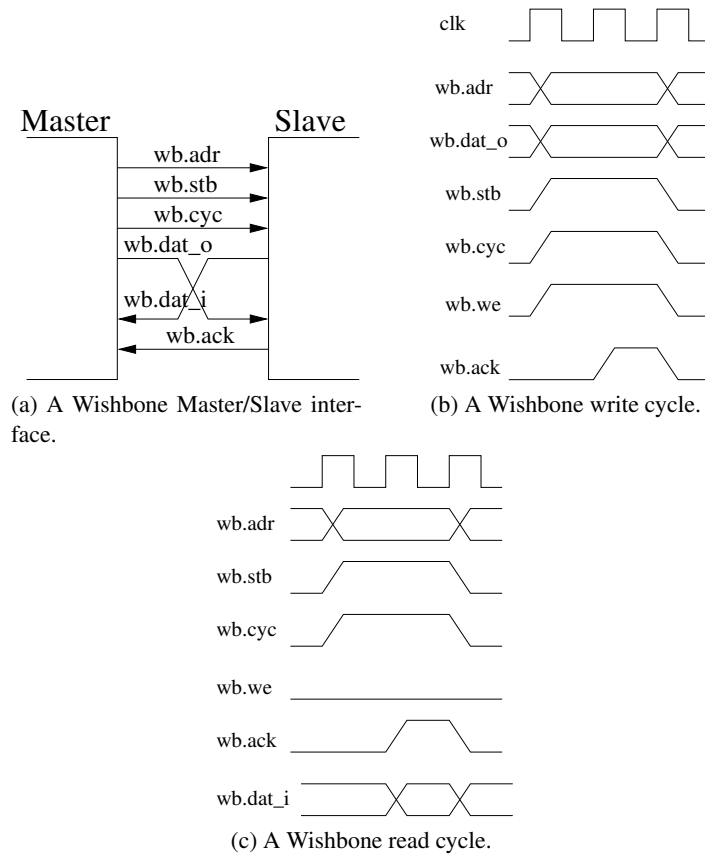 Master
Slave
wb.adr
wb.stb
wb.cyc
wb.dat_o
wb.dat_i
wb.ack
(a) A Wishbone Master/Slave inter-
face.
clk
wb.adr
wb.dat_o
wb.stb
wb.cyc
wb.we
wb.ack
(b) A Wishbone write cycle.
wb.adr
wb.stb
wb.cyc
wb.we
wb.ack
wb.dat_i
(c) A Wishbone read cycle.